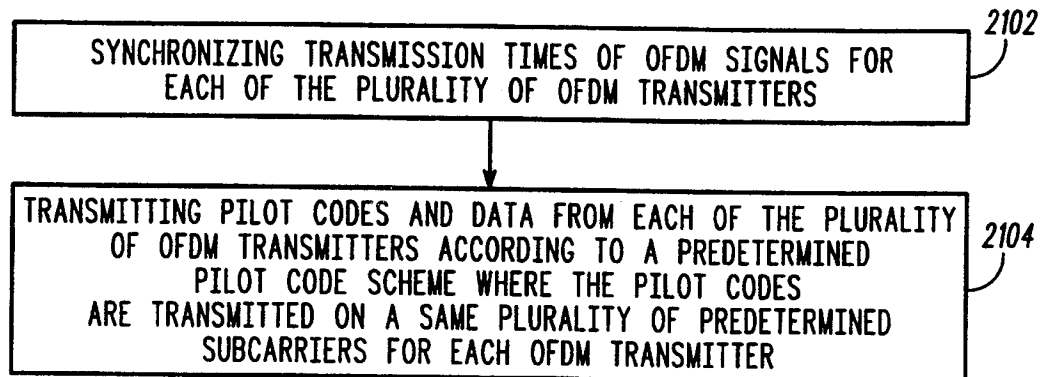 SYNCHRONIZING TRANSMISSION TIMES OF OFDM SIGNALS FOR
EACH OF THE PLURALITY OF OFDM TRANSMITTERS
2102
TRANSMITTING PILOT CODES AND DATA FROM EACH OF THE PLURALITY
OF OFDM TRANSMITTERS ACCORDING TO A PREDETERMINED
PILOT CODE SCHEME WHERE THE PILOT CODES
ARE TRANSMITTED ON A SAME PLURALITY OF PREDETERMINED
SUBCARRIERS FOR EACH OFDM TRANSMITTER
2104